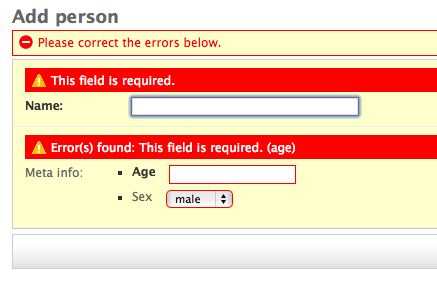 Add person
Please correct the errors below.
This field is required.
Name:
Error(s) found: This field is required. (age)
Meta info:
Age
Sex male